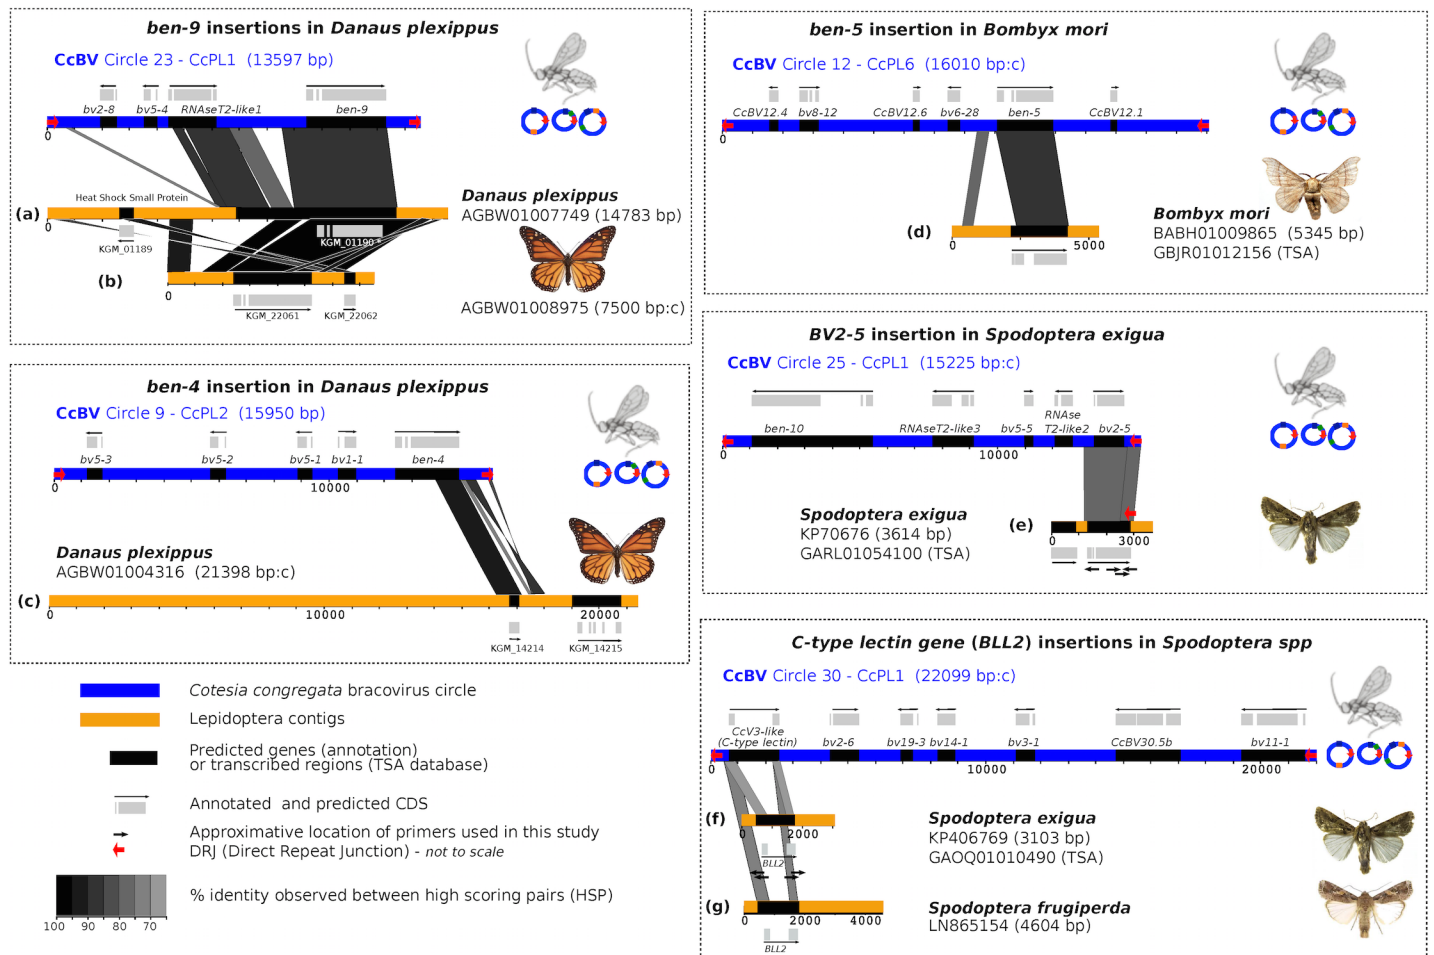 ben-9 insertions in Danaus plexippus
CcBV Circle 23 - CcPL1 (13597 bp)
bv2-8
bv5-4
RNAseT2-like1
ben-9
0
Heat Shock Small Protein
(a)
0
KGM_01189
KGM_01190 *
Danaus plexippus
AGBW01007749 (14783 bp)
(b)
0
KGM_22061
KGM_22062
AGBW01008975 (7500 bp:c)
ben-4 insertion in Danaus plexippus
CcBV Circle 9 - CcPL2 (15950 bp)
bv5-3
bv5-2
bv5-1
bv1-1
ben-4
0
10000
Danaus plexippus
AGBW01004316 (21398 bp:c)
(c)
0
10000
20000
KGM_14214
KGM_14215
Cotesia congregata bracovirus circle
Lepidoptera contigs
Predicted genes (annotation)
or transcribed regions (TSA database)
Annotated and predicted CDS
Approximative location of primers used in this study
DRJ (Direct Repeat Junction) - not to scale
% identity observed between high scoring pairs (HSP)
100 90 80 70
ben-5 insertion in Bombyx mori
CcBV Circle 12 - CcPL6 (16010 bp:c)
CcBV12.4
bv8-12
CcBV12.6
bv6-28
ben-5
CcBV12.1
0
(d)
0
5000
Bombyx mori
BABH01009865 (5345 bp)
GBJR01012156 (TSA)
BV2-5 insertion in Spodoptera exigua
CcBV Circle 25 - CcPL1 (15225 bp:c)
ben-10
RNAseT2-like3
bv5-5
RNAse
T2-like2
bv2-5
0
10000
Spodoptera exigua
KP70676 (3614 bp)
GARL01054100 (TSA)
(e)
0
3000
C-type lectin gene (BLL2) insertions in Spodoptera spp
CcBV Circle 30 - CcPL1 (22099 bp:c)
CcV3-like
(C-type lectin)
bv2-6
bv19-3
bv14-1
bv3-1
CcBV30.5b
bv11-1
0
10000
20000
(f)
0
2000
BLL2
Spodoptera exigua
KP406769 (3103 bp)
GAOQ01010490 (TSA)
(g)
0
2000
4000
BLL2
Spodoptera frugiperda
LN865154 (4604 bp)